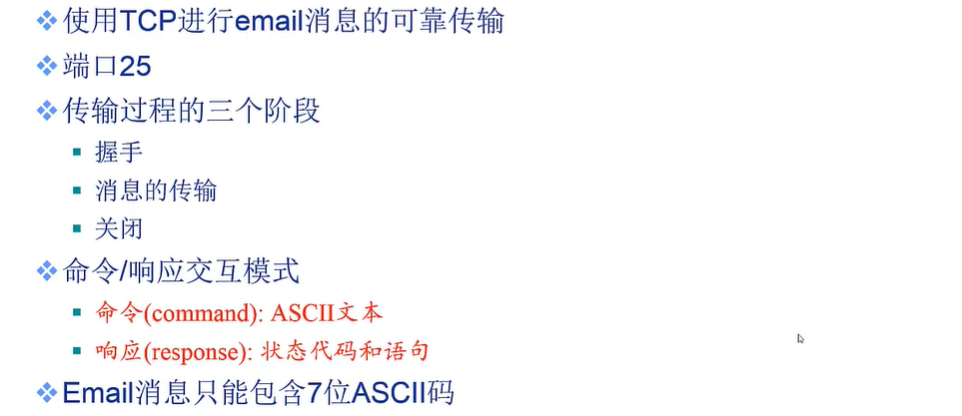 使用TCP进行email消息的可靠传输
端口25
传输过程的三个阶段
握手
消息的传输
关闭
命令/响应交互模式
命令(command): ASCII文本
响应(response): 状态代码和语句
Email消息只能包含7位ASCII码